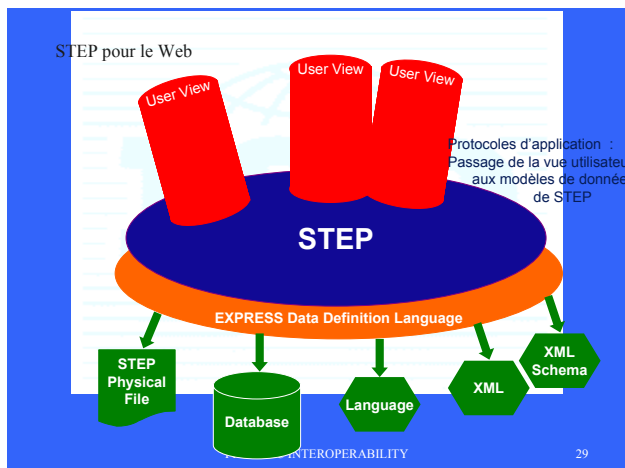 STEP pour le Web
User View
User View
User View
Protocoles d'application :
Passage de la vue utilisateu
aux modèles de donnée
de STEP
STEP
EXPRESS Data Definition Language
STEP
Physical
File
Database
Language
XML
XML
Schema
INTEROPERABILITY
29